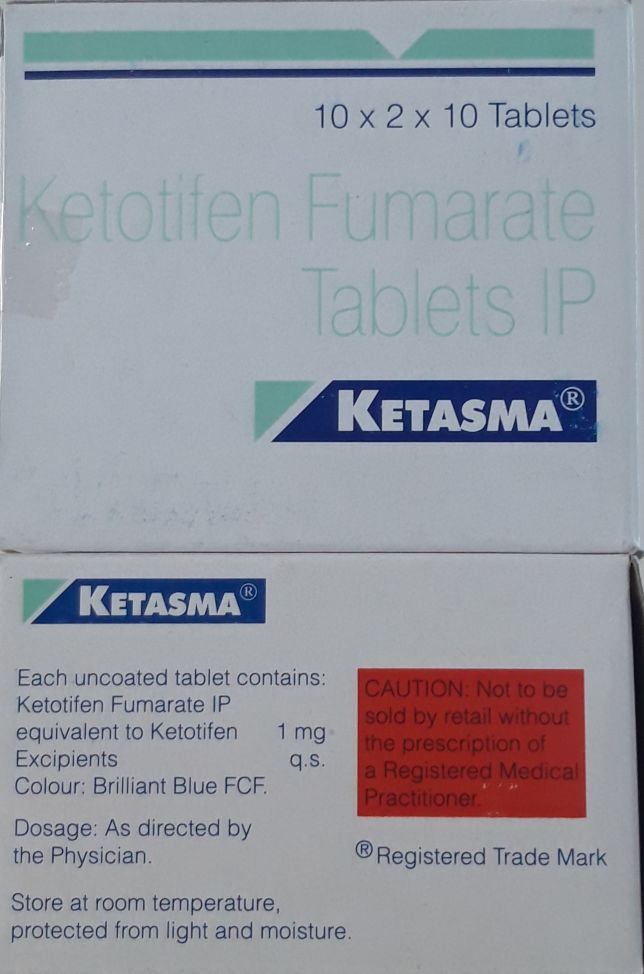 10 x 2 x 10 Tablets
Ketotifen Fumarate
Tablets IP
KETASMA®
KETASMA®
Each uncoated tablet contains:
Ketotifen Fumarate IP
equivalent to Ketotifen 1 mg
Excipients q.s.
Colour: Brilliant Blue FCF.
Dosage: As directed by
the Physician.
Store at room temperature,
protected from light and moisture.
CAUTION: Not to be
sold by retail without
the prescription of
a Registered Medical
Practitioner.
® Registered Trade Mark